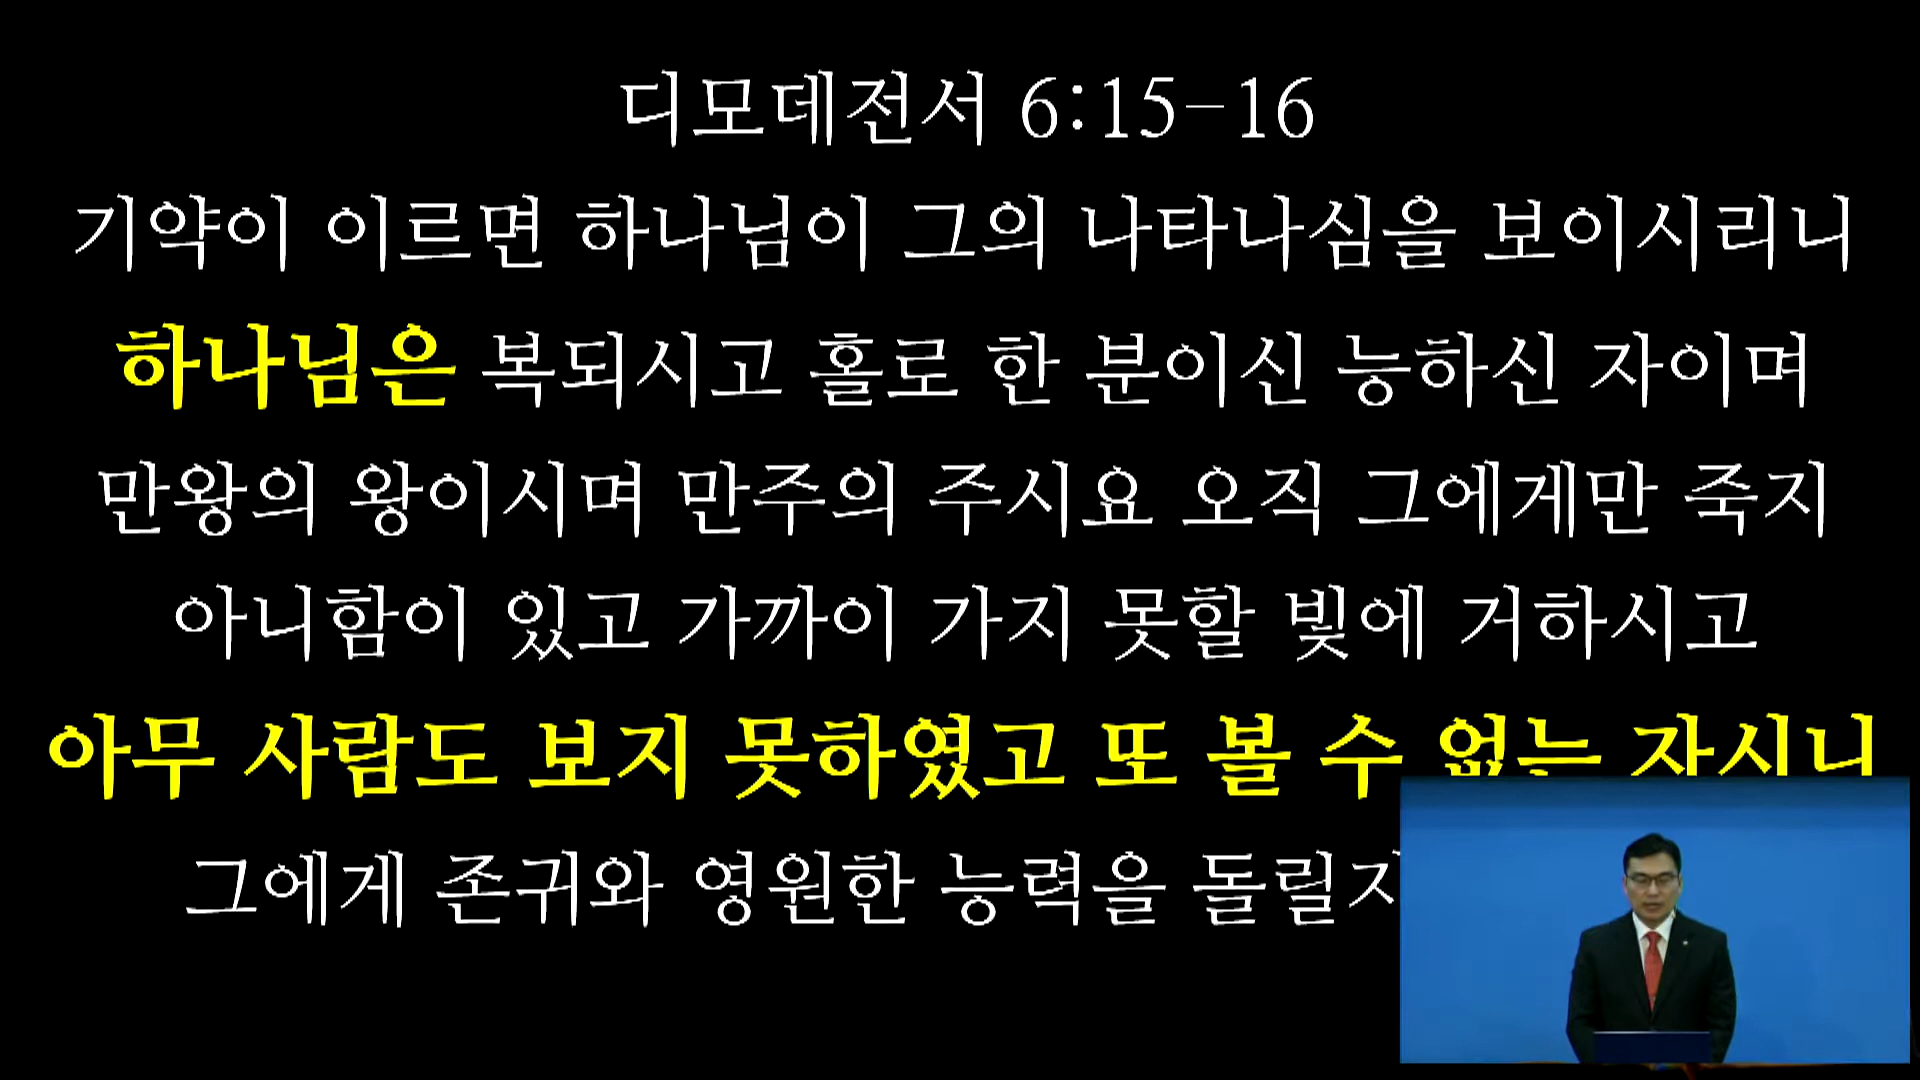 디모데전서 6:15-16
기약이 이르면 하나님이 그의 나타나심을 보이시리니
하나님은 복되시고 홀로 한 분이신 능하신 자이며
만왕의 왕이시며 만주의 주시요 오직 그에게만 죽지
아니함이 있고 가까이 가지 못할 빛에 거하시고
아무 사람도 보지 못하였고 또 볼 수 없는 자시니
그에게 존귀와 영원한 능력을